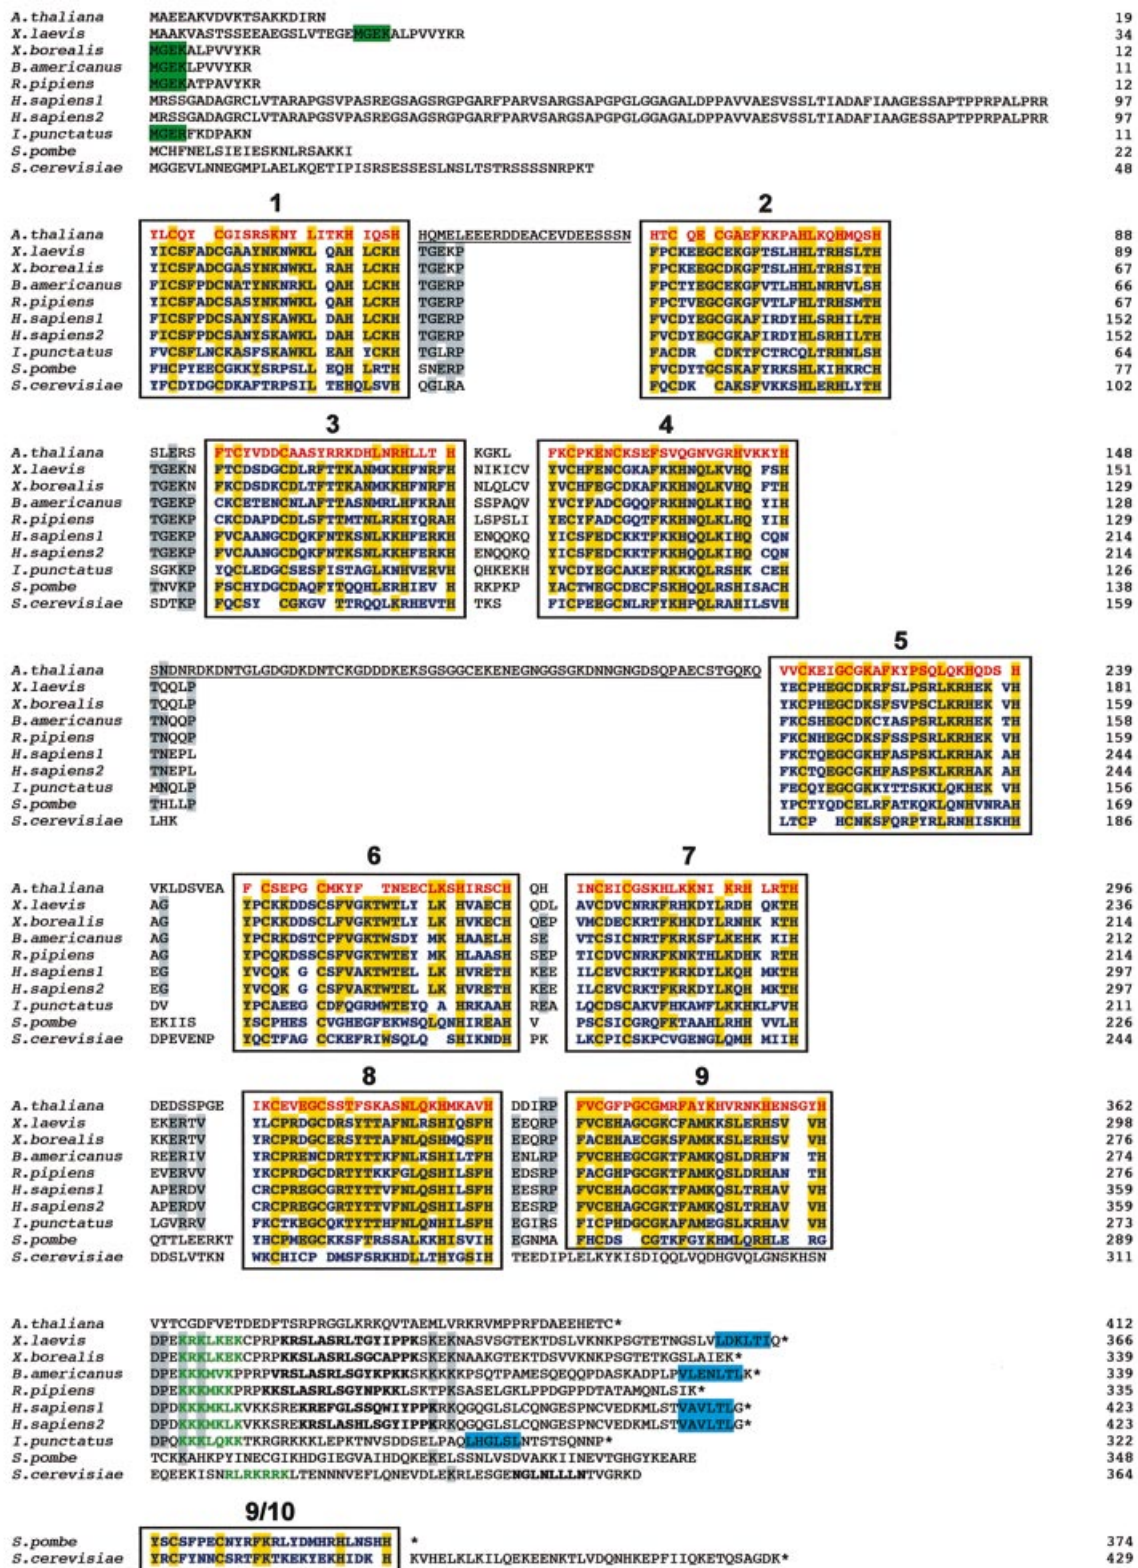 A.thaliana MAEEAKVDVKTSAKKDIRN 19
X.laevis MAAKVASTSSEEAEGSLVTEGEMGEKALPVVYKR 34
X.borealis MGEKALPVVYKR 12
B.americanus MGEKLPVVYKR 11
R.pipiens MGEKATPAVYKR 12
H.sapiens1 MRSSGADAGRCLVTARAPGSVPASREGSAGSRGPGARFPARVSARGSAPGPGLGGAGALDPPAVVAESVSSLTIADAFIAAGESSAPTPPRPALPRR 97
H.sapiens2 MRSSGADAGRCLVTARAPGSVPASREGSAGSRGPGARFPARVSARGSAPGPGLGGAGALDPPAVVAESVSSLTIADAFIAAGESSAPTPPRPALPRR 97
I.punctatus MGERFKDPAKN 11
S.pombe MCHFNELSIEIESKNLRSAKKI 22
S.cerevisiae MGGEVLNNEGMPLAELKQETIPISRSESSESLNSLTSTRSSSSNRPKT 48
1 2
A.thaliana YLCQY CGISRSKNY LITKH IQSH HQMELEEERDDEACEVDEESSSN HTC QE CGAEFKKPAHLKQHMQSH 88
X.laevis YICSFADCGAAYNKNWKL QAH LCKH TGEKP FPCKEEGCEKGFTSLHHLTRHSLTH 89
X.borealis YICSFADCGASYNKNWKL RAH LCKH TGEKP FPCKEEGCDKGFTSLHHLTRHSITH 67
B.americanus FICSFPDCNATYNKNRKL QAH LCKH TGERP FPCTYEGCEKGFVTLHHLNRHVLSH 66
R.pipiens YICSFADCSASYNKNWKL QAH LCKH TGERP FPCTVEGCGKGFVTLFHLTRHSMTH 67
H.sapiens1 FICSFPDCSANYSKAWKL DAH LCKH TGERP FVCDYEGCGKAFIRDYHLSRHILTH 152
H.sapiens2 FICSFPDCSANYSKAWKL DAH LCKH TGERP FVCDYEGCGKAFIRDYHLSRHILTH 152
I.punctatus FVCSFLNCKASFSKAWKL EAH YCKH TGLRP FACDR CDKTFCTRCQLTRHNLSH 64
S.pombe FHCPYEECGKKYSRPSLL EQH LRTH SNERP FVCDYTGCSKAFYRKSHLKIHKRCH 77
S.cerevisiae YFCDYDGCDKAFTRPSIL TEHQLSVH QGLRA FQCDK CAKSFVKKSHLERHLYTH 102
3 4
A.thaliana SLERS FTCYVDDCAASYRRKDHLNRHLLT H KGKL FKCPKENCKSEFSVQGNVGRHVKKYH 148
X.laevis TGEKN FTCDSDGCDLRFTTKANMKKHFNRFH NIKICV YVCHFENCGKAFKKHNQLKVHQ FSH 151
X.borealis TGEKN FKCDSDKCDLTFTTKANMKKHFNRFH NLQLCV YVCHFEGCDKAFKKHNQLKVHQ FTH 129
B.americanus TGEKP CKCETENCNLAFTTASNMRLHFKRAH SSPAQV YVCYFADCGQQFRKHNQLKIHQ YIH 128
R.pipiens TGEKP CKCDAPDCDLSFTTMTNLRKHYQRAH LSPSLI YECYFADCGQTFKKHNQLKLHQ YIH 129
H.sapiens1 TGEKP FVCAANGCDQKFNTKSNLKKHFERKH ENQQKQ YICSFEDCKKTFKKHQQLKIHQ CQN 214
H.sapiens2 TGEKP FVCAANGCDQKFNTKSNLKKHFERKH ENQQKQ YICSFEDCKKTFKKHQQLKIHQ CQN 214
I.punctatus SGKKP YQCLEDGCSESFISTAGLKNHVERVH QHKEKH YVCDYEGCAKEFRKKKQLRSHK CEH 126
S.pombe TNVKP FSCHYDGCDAQFYTQQHLERHIEV H RKPKP YACTWEGCDECFSKHQQLRSHISACH 138
S.cerevisiae SDTKP FQCSY CGKGV TTRQQLKRHEVTH TKS FICPEEGCNLRFYKHPQLRAHILSVH 159
5
A.thaliana SNDNRDKDNTGLGDGDKDNTCKGDDDKEKSGSGGCEKENEGNGGSGKDNNGNGDSQPAECSTGQKQ VVCKEIGCGKAFKYPSQLQKHQDS H 239
X.laevis TQQLP YECPHEGCDKRFSLPSRLKRHEK VH 181
X.borealis TQQLP YKCPHEGCDKSFSVPSCLKRHEK VH 159
B.americanus TNQQP FKCSHEGCDKCYASPSRLKRHEK TH 158
R.pipiens TNQQP FKCNHEGCDKSFSSPSRLKRHEK VH 159
H.sapiens1 TNEPL FKCTQEGCGKHFASPSKLKRHAK AH 244
H.sapiens2 TNEPL FKCTQEGCGKHFASPSKLKRHAK AH 244
I.punctatus MNQLP FECQYEGCGKKYTTSKKLQKHEK VH 156
S.pombe THLLP YPCTYQDCELRFATKQKLQNHVNRAH 169
S.cerevisiae LHK LTCP HCNKSFQRPYRLRNHISKHH 186
6 7
A.thaliana VKLDSVEA F CSEPG CMKYF TNEECLKSHIRSCH QH INCEICGSKHLKKNI KRH LRTH 296
X.laevis AG YPCKKDDSCSFVGKTWTLY LK HVAECH QDL AVCDVCNRKFRHKDYLRDH QKTH 236
X.borealis AG YPCKKDDSCLFVGKTWTLY LK HVKECH QEP VMCDECKRTFKHKDYLRNHK KTH 214
B.americanus AG YPCRKDSTCPFVGKTWSDY MK HAAELH SE VTCSICNRTFKRKSFLKEHK KIH 212
R.pipiens AG YPCQKDSSCSFVGKTWTEY MK HLAASH SEP TICDVCNRKFKNKTHLKDHK RTH 214
H.sapiens1 EG YVCQK G CSFVAKTWTEL LK HVRETH KEE ILCEVCRKTFKRKDYLKQH MKTH 297
H.sapiens2 EG YVCQK G CSFVAKTWTEL LK HVRETH KEE ILCEVCRKTFKRKDYLKQH MKTH 297
I.punctatus DV YPCAEEG CDFQGRMWTEYQ A HRKAAH REA LQCDSCAKVFHKAWFLKKHKLFVH 211
S.pombe EKIIS YSCPHES CVGHEGFEKWSQLQNHIREAH V PSCSICGRQFKTAAHLRHH VVLH 226
S.cerevisiae DPEVENP YQCTFAG CCKEFRIWSQLQ SHIKNDH PK LKCPICSKPCVGENGLQMH MIIH 244
8 9
A.thaliana DEDSSPGE IKCEVEGCSSTFSKASNLQKHMKAVH DDIRP FVCGFPGCGMRFAYKHVRNKHENSGYH 362
X.laevis EKERTV YLCPRDGCDRSYTTAFNLRSHIQSFH EEQRP FVCEHAGCGKCFAMKKSLERHSV VH 298
X.borealis KKERTV YRCPRDGCERSYTTAFNLQSHMQSFH EEQRP FACEHAECGKSFAMKKSLERHSV VH 276
B.americanus REERIV YRCPRENCDRTYTTKFNLKSHILTFH ENLRP FVCEHEGCGKTFAMKQSLDRHFN TH 274
R.pipiens EVERVV YKCPRDGCDRTYTKKFGLQSHILSFH EDSRP FACGHPGCGKTFAMKQSLDRHAN TH 276
H.sapiens1 APERDV CRCPREGCGRTYTTVFNLQSHILSFH EESRP FVCEHAGCGKTFAMKQSLTRHAV VH 359
H.sapiens2 APERDV CRCPREGCGRTYTTVFNLQSHILSFH EESRP FVCEHAGCGKTFAMKQSLTRHAV VH 359
I.punctatus LGVRRV FKCTKEGCQKTYTTHFNLQNHILSFH EGIRS FICPHDGCGKAFAMEGSLKRHAV VH 273
S.pombe QTTLEERKT YHCPMEGCKKSFTRSSALKKHISVIH EGNMA FHCDS CGTKFGYKHMLQRHLE RG 289
S.cerevisiae DDSLVTKN WKCHICPD DMSFSRKHDLLTHYGSIH TEEDIPLELKYKISDIQQLVQDHGVQLGNSKHSN 311
A.thaliana VYTCGDFVETDEDFTSRPRGGLKRKQVTAEMLVRKRVMPPRFDAEEHETC* 412
X.laevis DPEKRKLKEKCPRPKRSLASRLTGYIPPKSKEKNASVSGTEKTDSLVKNKPSGTETNGSLVLDKLTIQ* 366
X.borealis DPEKRKLKEKCPRPKKSLASRLSGCAPPKSKEKNAAKGTEKTDSVVKNKPSGTETKGSLAIEK* 339
B.americanus DPEKKKMVKPPRPVRSLASRLSGYKPKKSKKKKPSQTPAMESQEQQPDASKADPLPVLENLTLK* 339
R.pipiens DPEKKKMKKPRPKKSLASRLSGYNPKKLSKTPKSASELGKLPPDGPPDTATAMQNLSIK* 335
H.sapiens1 DPDKKKMKLKVKKSREKREFGLSSQWIYPPKRKQGQGLSLCQNGESPNCVEDKMLSTVAVLTLG* 423
H.sapiens2 DPDKKKMKLKVKKSREKRSLASHLSGYIPPKRKQGQGLSLCQNGESPNCVEDKMLSTVAVLTLG* 423
I.punctatus DPQKKKLQKKTKRGRKKKLEPKTNVSDDSELPAQLHGLSLNTSTSQNNP* 322
S.pombe TCKKAHKPYINECGIKHDGIEGVAIHDQKEKELSSNLVSDVAKKIINEVTGHGYKEARE 348
S.cerevisiae EQEEKISNRLRKRRKLTENNNVEFLQNEVDLEKRLESGENGLNLLLNTVGRKD 364
9/10
S.pombe YSCSFPECNYRFKRLYDMHRHLNSHH * 374
S.cerevisiae YRCFYNNCSRTFKTKEKYEKHIDK H KVHELKLKILQEKEENKTLVDQNHKEPFIIQKETQSAGDK* 427